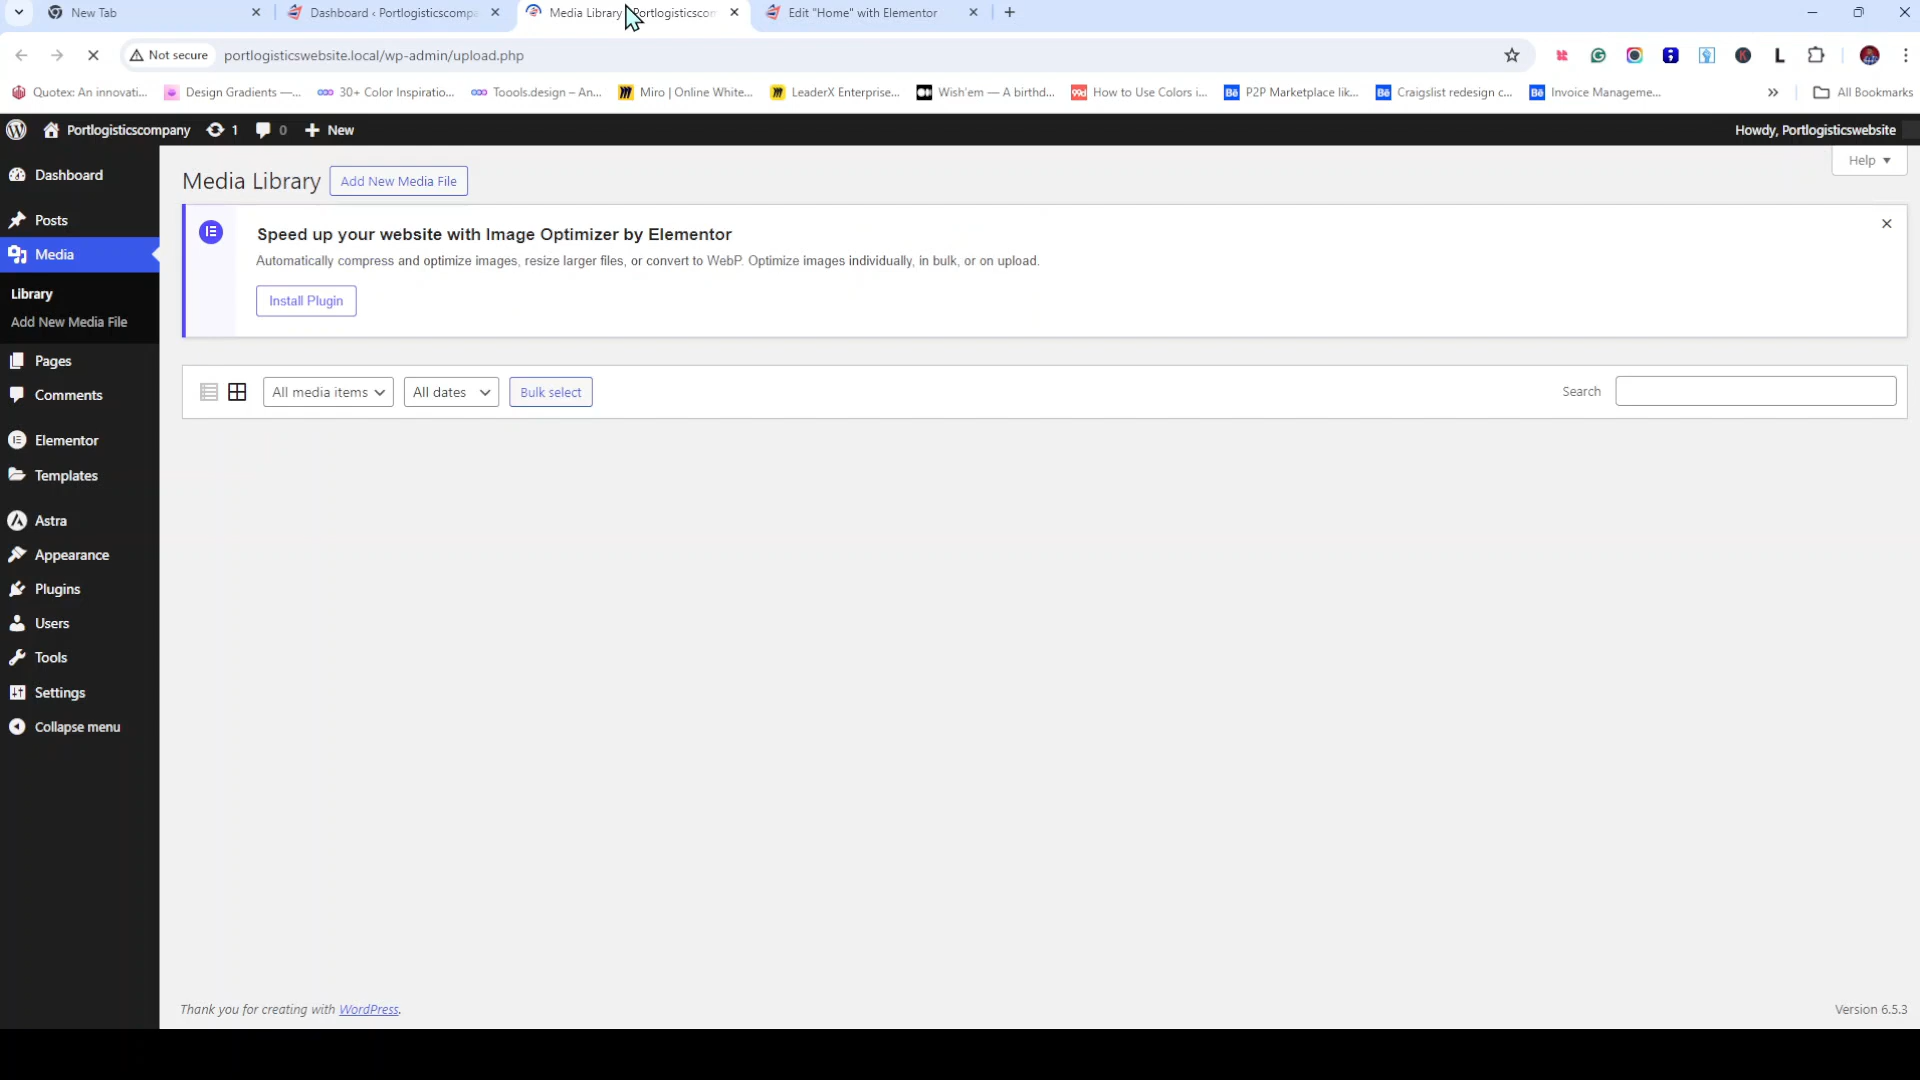 New Tab
Dashboard ‹ Portlogisticscompa
Media Library
Portlogisticscom
Edit "Home" with Elementor
Not secure
portlogisticswebsite.local/wp-admin/upload.php
Quotex: An innovati...
Design Gradients —...
30+ Color Inspiratio...
Toools.design – An...
Miro | Online White...
LeaderX Enterprise...
Wish'em — A birthd...
How to Use Colors i...
P2P Marketplace lik...
Craigslist redesign c...
Invoice Manageme...
All Bookmarks
Portlogisticscompany
1
0
New
Howdy, Portlogisticswebsite
Dashboard
Posts
Media
Library
Add New Media File
Pages
Comments
Elementor
Templates
Astra
Appearance
Plugins
Users
Tools
Settings
Collapse menu
Help
Media Library
Add New Media File
Speed up your website with Image Optimizer by Elementor
Automatically compress and optimize images, resize larger files, or convert to WebP. Optimize images individually, in bulk, or on upload.
Install Plugin
All media items
All dates
Bulk select
Search
Thank you for creating with WordPress.
Version 6.5.3